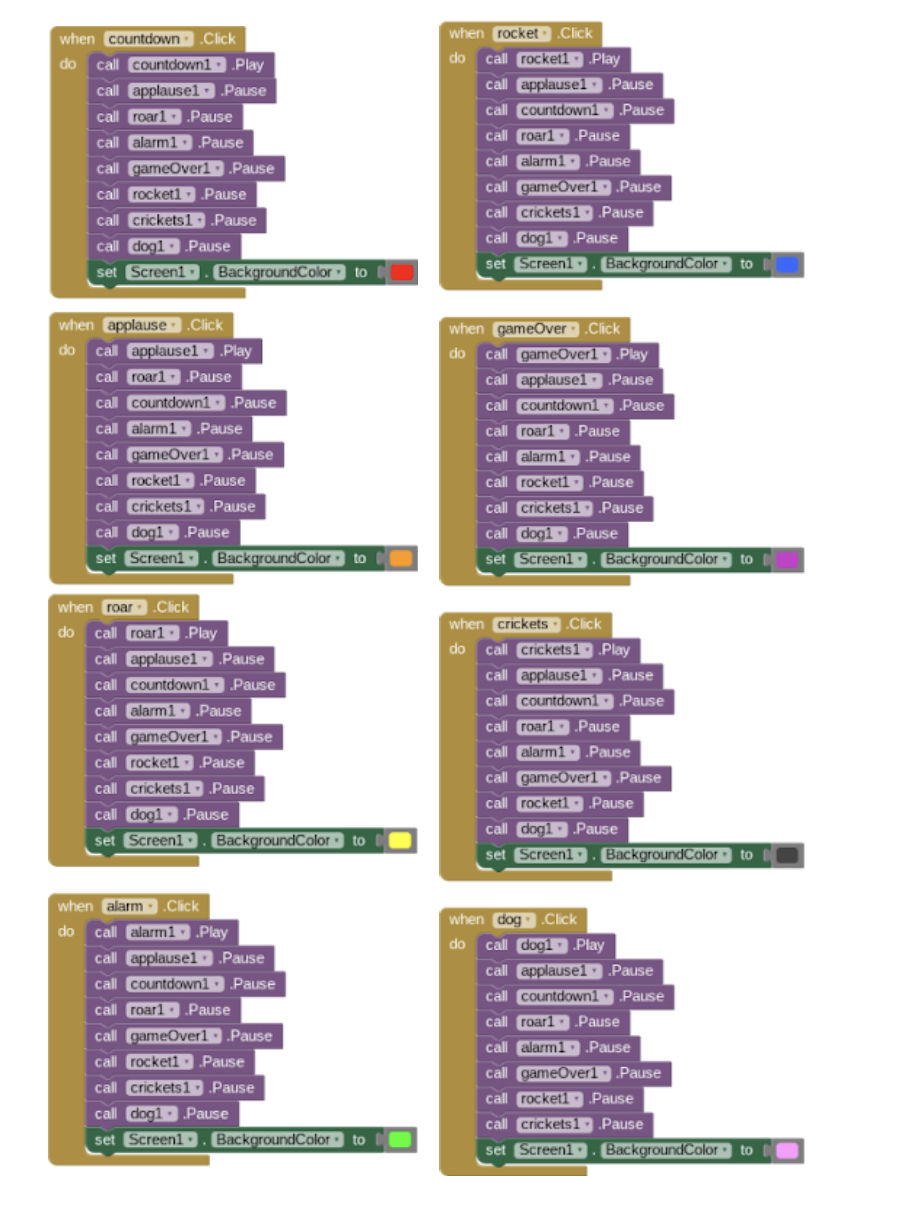 when countdown .Click
do call countdown1 .Play
call applause1 .Pause
call roar1 .Pause
call alarm1 .Pause
call gameOver1 .Pause
call rocket1 .Pause
call crickets1 .Pause
call dog1 .Pause
set Screen1 . BackgroundColor to
when applause .Click
do call applause1 .Play
call roar1 .Pause
call countdown1 .Pause
call alarm1 .Pause
call gameOver1 .Pause
call rocket1 .Pause
call crickets1 .Pause
call dog1 .Pause
set Screen1 . BackgroundColor to
when roar .Click
do call roar1 .Play
call applause1 .Pause
call countdown1 .Pause
call alarm1 .Pause
call gameOver1 .Pause
call rocket1 .Pause
call crickets1 .Pause
call dog1 .Pause
set Screen1 . BackgroundColor to
when alarm .Click
do call alarm1 .Play
call applause1 .Pause
call countdown1 .Pause
call roar1 .Pause
call gameOver1 .Pause
call rocket1 .Pause
call crickets1 .Pause
call dog1 .Pause
set Screen1 . BackgroundColor to
when rocket .Click
do call rocket1 .Play
call applause1 .Pause
call countdown1 .Pause
call roar1 .Pause
call alarm1 .Pause
call gameOver1 .Pause
call crickets1 .Pause
call dog1 .Pause
set Screen1 . BackgroundColor to
when gameOver .Click
do call gameOver1 .Play
call applause1 .Pause
call countdown1 .Pause
call roar1 .Pause
call alarm1 .Pause
call rocket1 .Pause
call crickets1 .Pause
call dog1 .Pause
set Screen1 . BackgroundColor to
when crickets .Click
do call crickets1 .Play
call applause1 .Pause
call countdown1 .Pause
call roar1 .Pause
call alarm1 .Pause
call gameOver1 .Pause
call rocket1 .Pause
call dog1 .Pause
set Screen1 . BackgroundColor to
when dog .Click
do call dog1 .Play
call applause1 .Pause
call countdown1 .Pause
call roar1 .Pause
call alarm1 .Pause
call gameOver1 .Pause
call rocket1 .Pause
call crickets1 .Pause
set Screen1 . BackgroundColor to